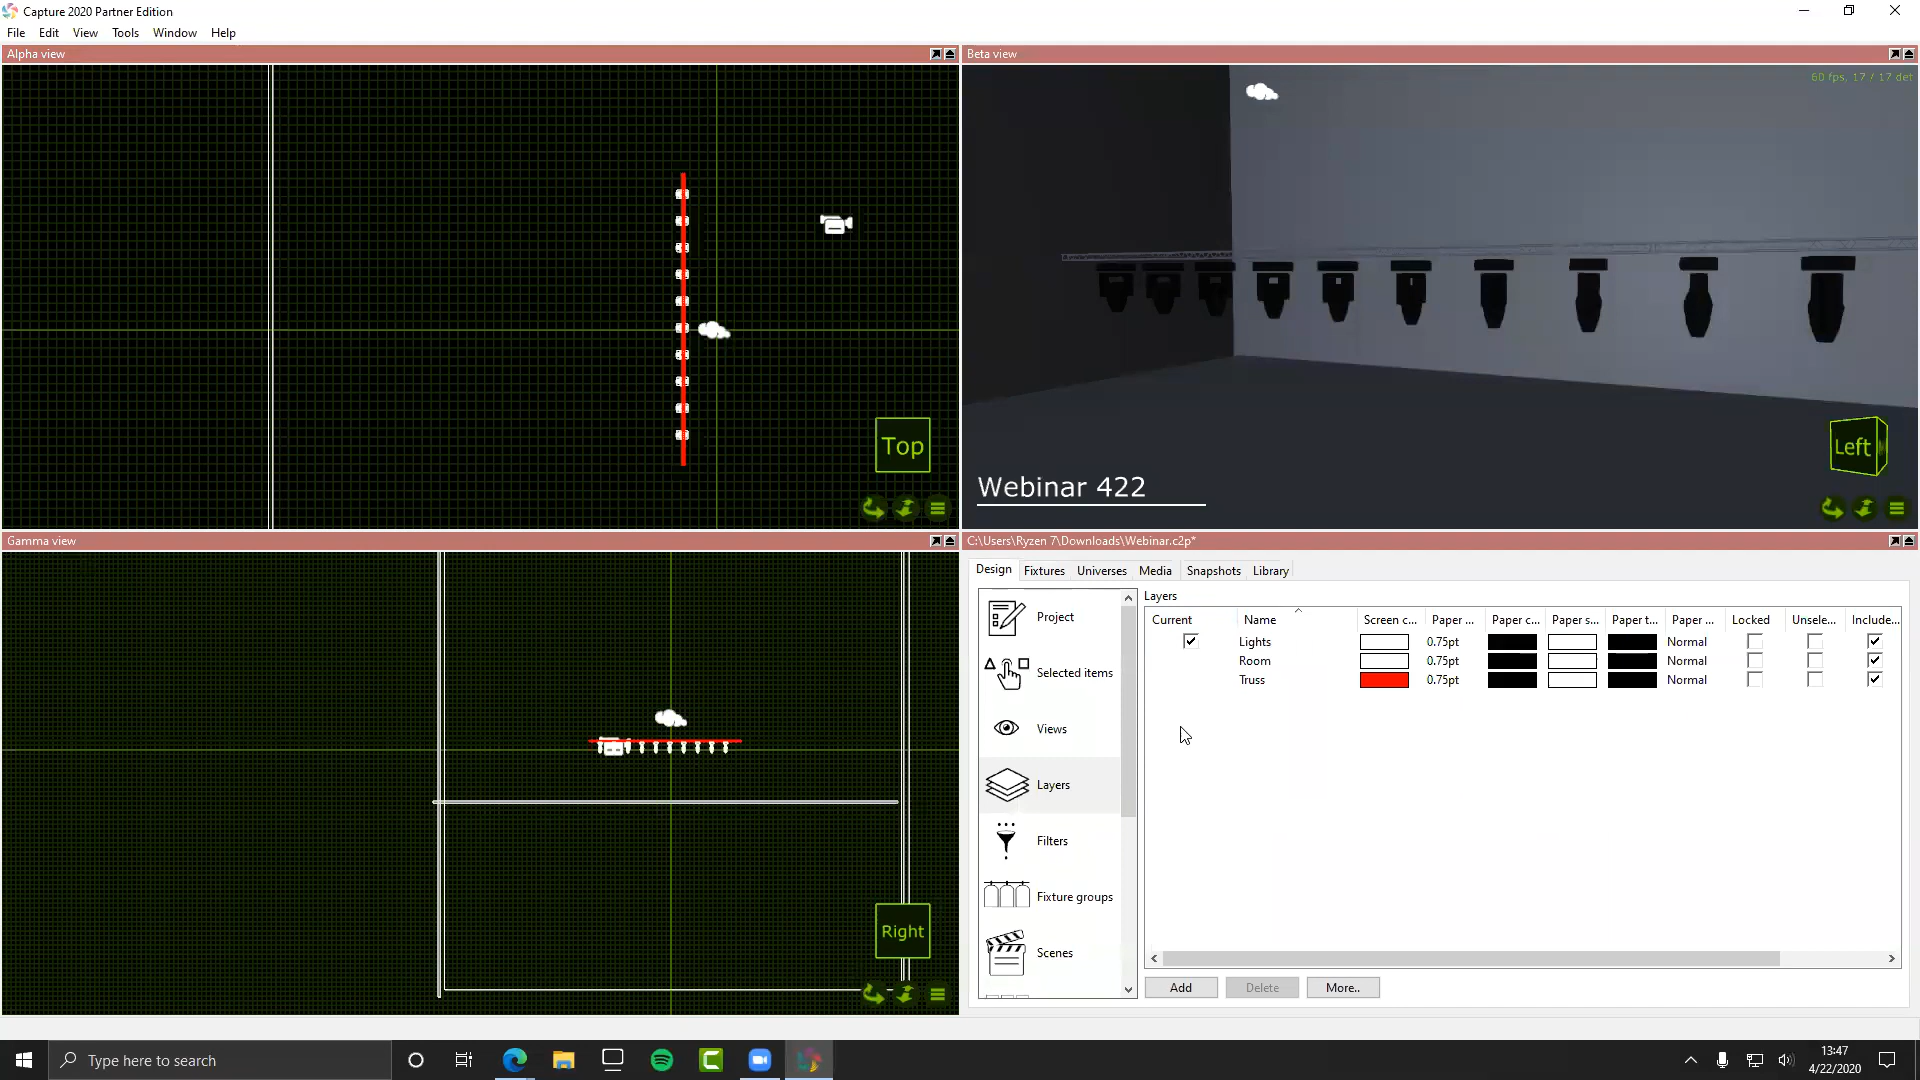 Capture 2020 Partner Edition
File Edit View Tools Window Help
Alpha view
Top
Beta view
60 fps, 17 / 17 det
Left
Webinar 422
Gamma view
Right
C:\Users\Ryzen 7\Downloads\Webinar.c2p*
Design Fixtures Universes Media Snapshots Library
Project
Selected items
Views
Layers
Filters
Fixture groups
Scenes
Layers
Current Name Screen c... Paper ... Paper c... Paper s... Paper t... Paper ... Locked Unsele... Include...
Lights 0.75pt Normal
Room 0.75pt Normal
Truss 0.75pt Normal
Add Delete More..
Type here to search
13:47
4/22/2020